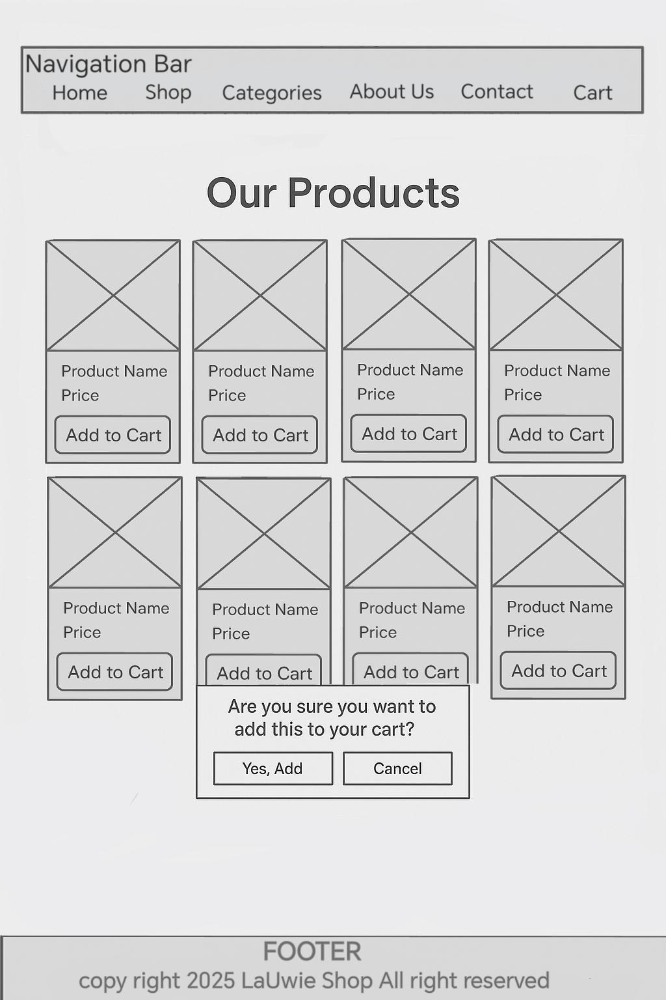 Navigation Bar
Home Shop Categories About Us Contact Cart
Our Products
Product Name Product Name Product Name Product Name
Price Price Price Price
Add to Cart Add to Cart Add to Cart Add to Cart
Product Name Product Name Product Name Product Name
Price Price Price Price
Add to Cart Add to Cart Add to Cart Add to Cart
Are you sure you want to
add this to your cart?
Yes, Add Cancel
FOOTER
copy right 2025 LaUwie Shop All right reserved